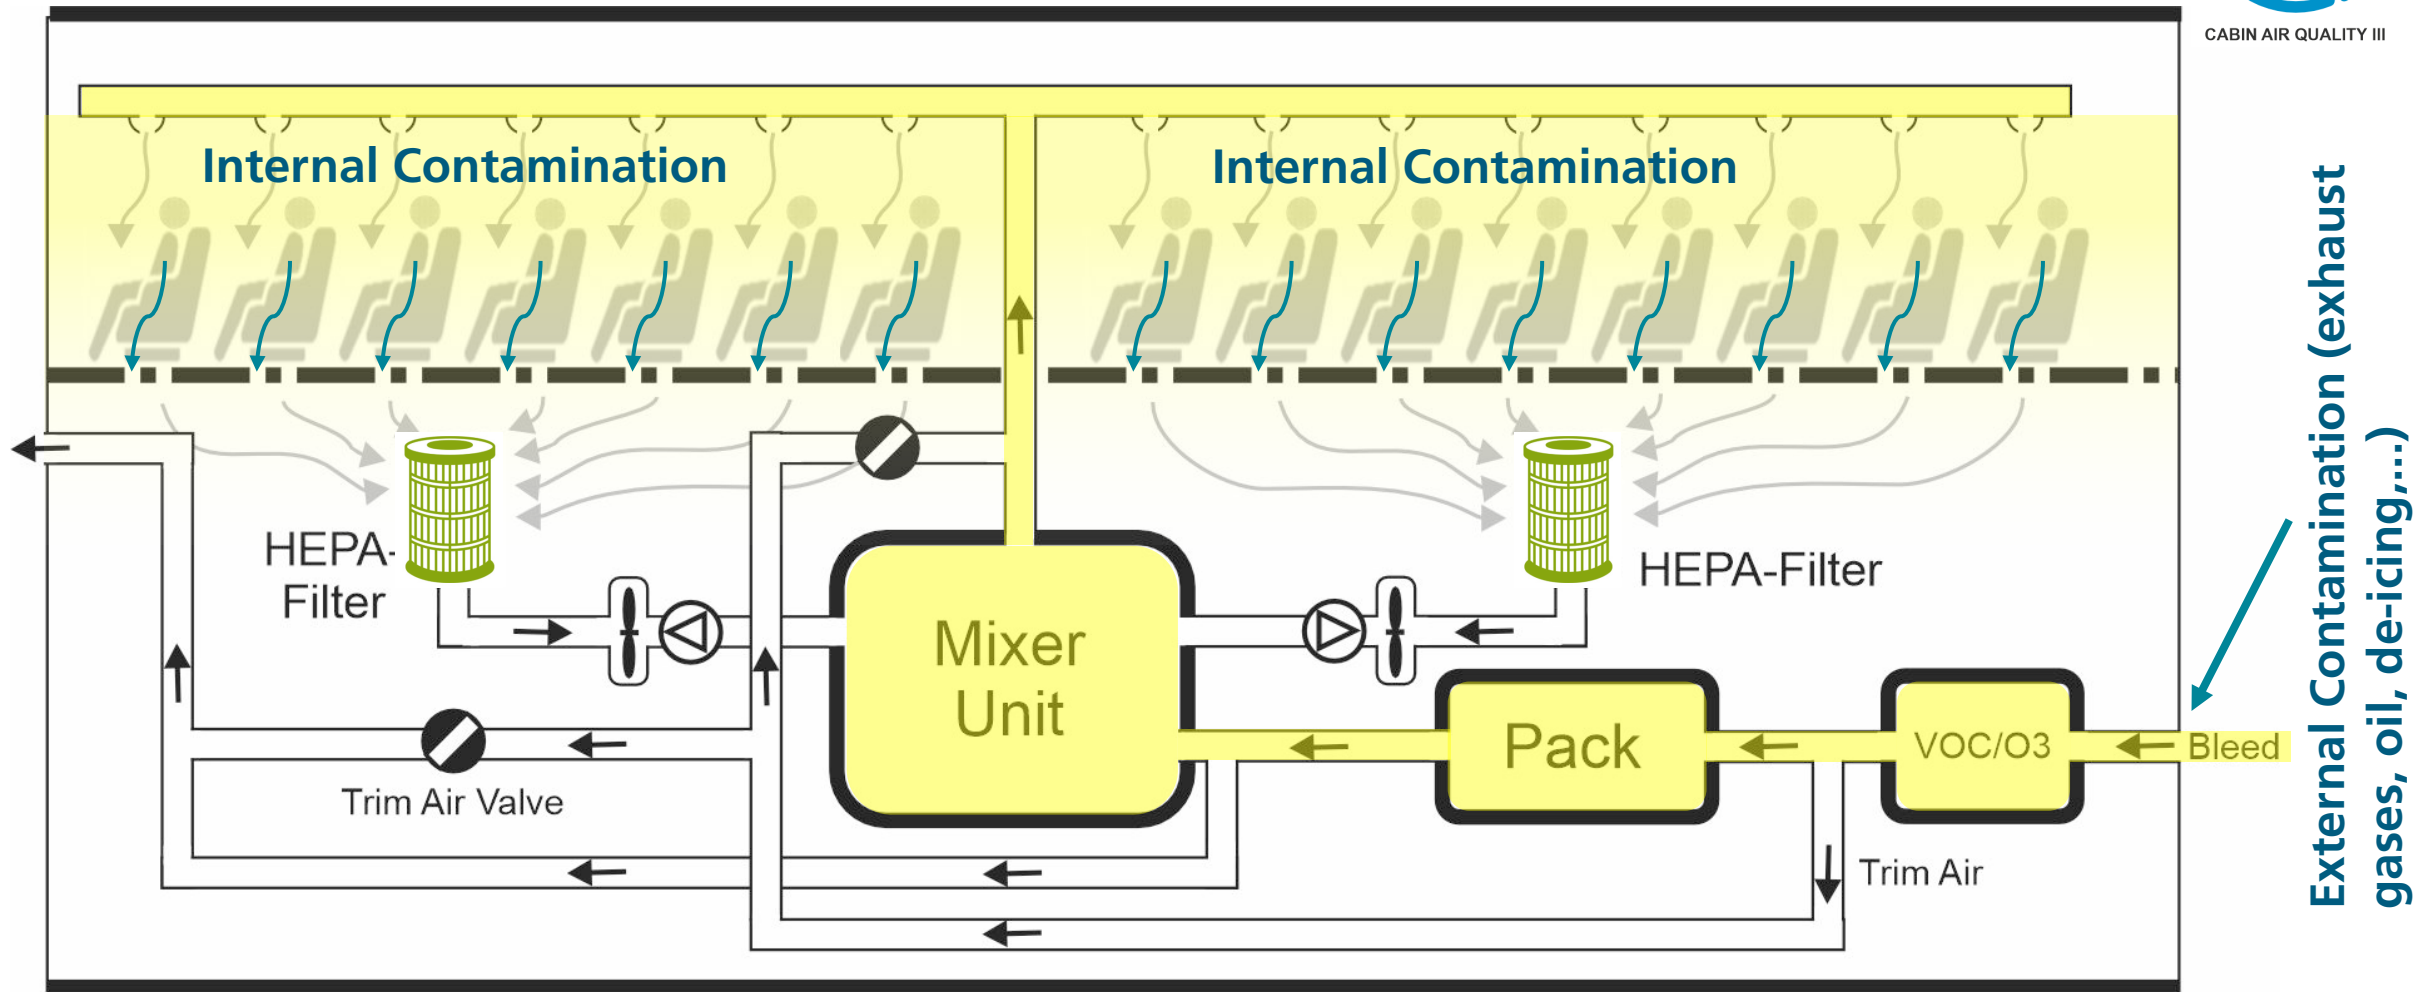 CABIN AIR QUALITY III
Internal Contamination
Internal Contamination
External Contamination (exhaust
gases, oil, de-icing,...)
HEPA-
Filter
HEPA-Filter
Mixer
Unit
Pack
VOC/O3
Bleed
Trim Air Valve
Trim Air